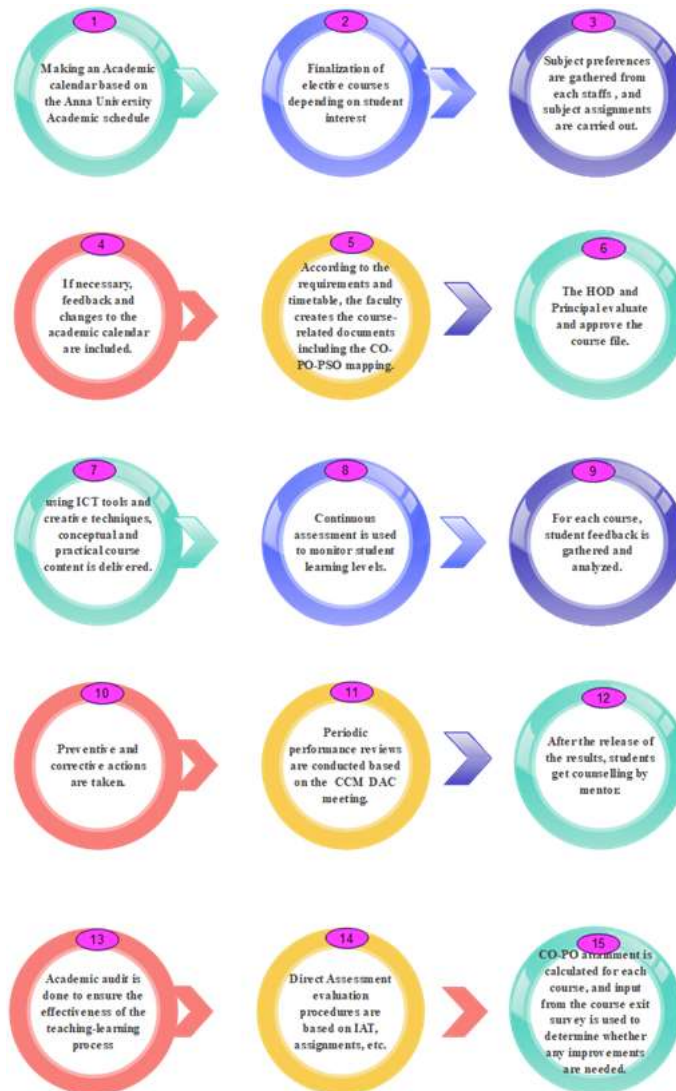 1
Making an Academic
calendar based on
the Anna University
Academic schedule
2
Finalization of
elective courses
depending on student
interest
3
Subject preferences
are gathered from
each staffs , and
subject assignments
are carried out.
4
If necessary,
feedback and
changes to the
academic calendar
are included.
5
According to the
requirements and
timetable, the faculty
creates the course-
related documents
including the CO-
PO-PSO mapping.
6
The HOD and
Principal evaluate
and approve the
course file.
7
using ICT tools and
creative techniques,
conceptual and
practical course
content is delivered.
8
Continuous
assessment is used
to monitor student
learning levels.
9
For each course,
student feedback is
gathered and
analyzed.
10
Preventive and
corrective actions
are taken.
11
Periodic
performance reviews
are conducted based
on the CCM DAC
meeting.
12
After the release of
the results, students
get counselling by
mentor.
13
Academic audit is
done to ensure the
effectiveness of the
teaching-learning
process
14
Direct Assessment
evaluation
procedures are
based on IAT,
assignments, etc.
15
CO-PO attainment is
calculated for each
course, and input
from the course exit
survey is used to
determine whether
any improvements
are needed.